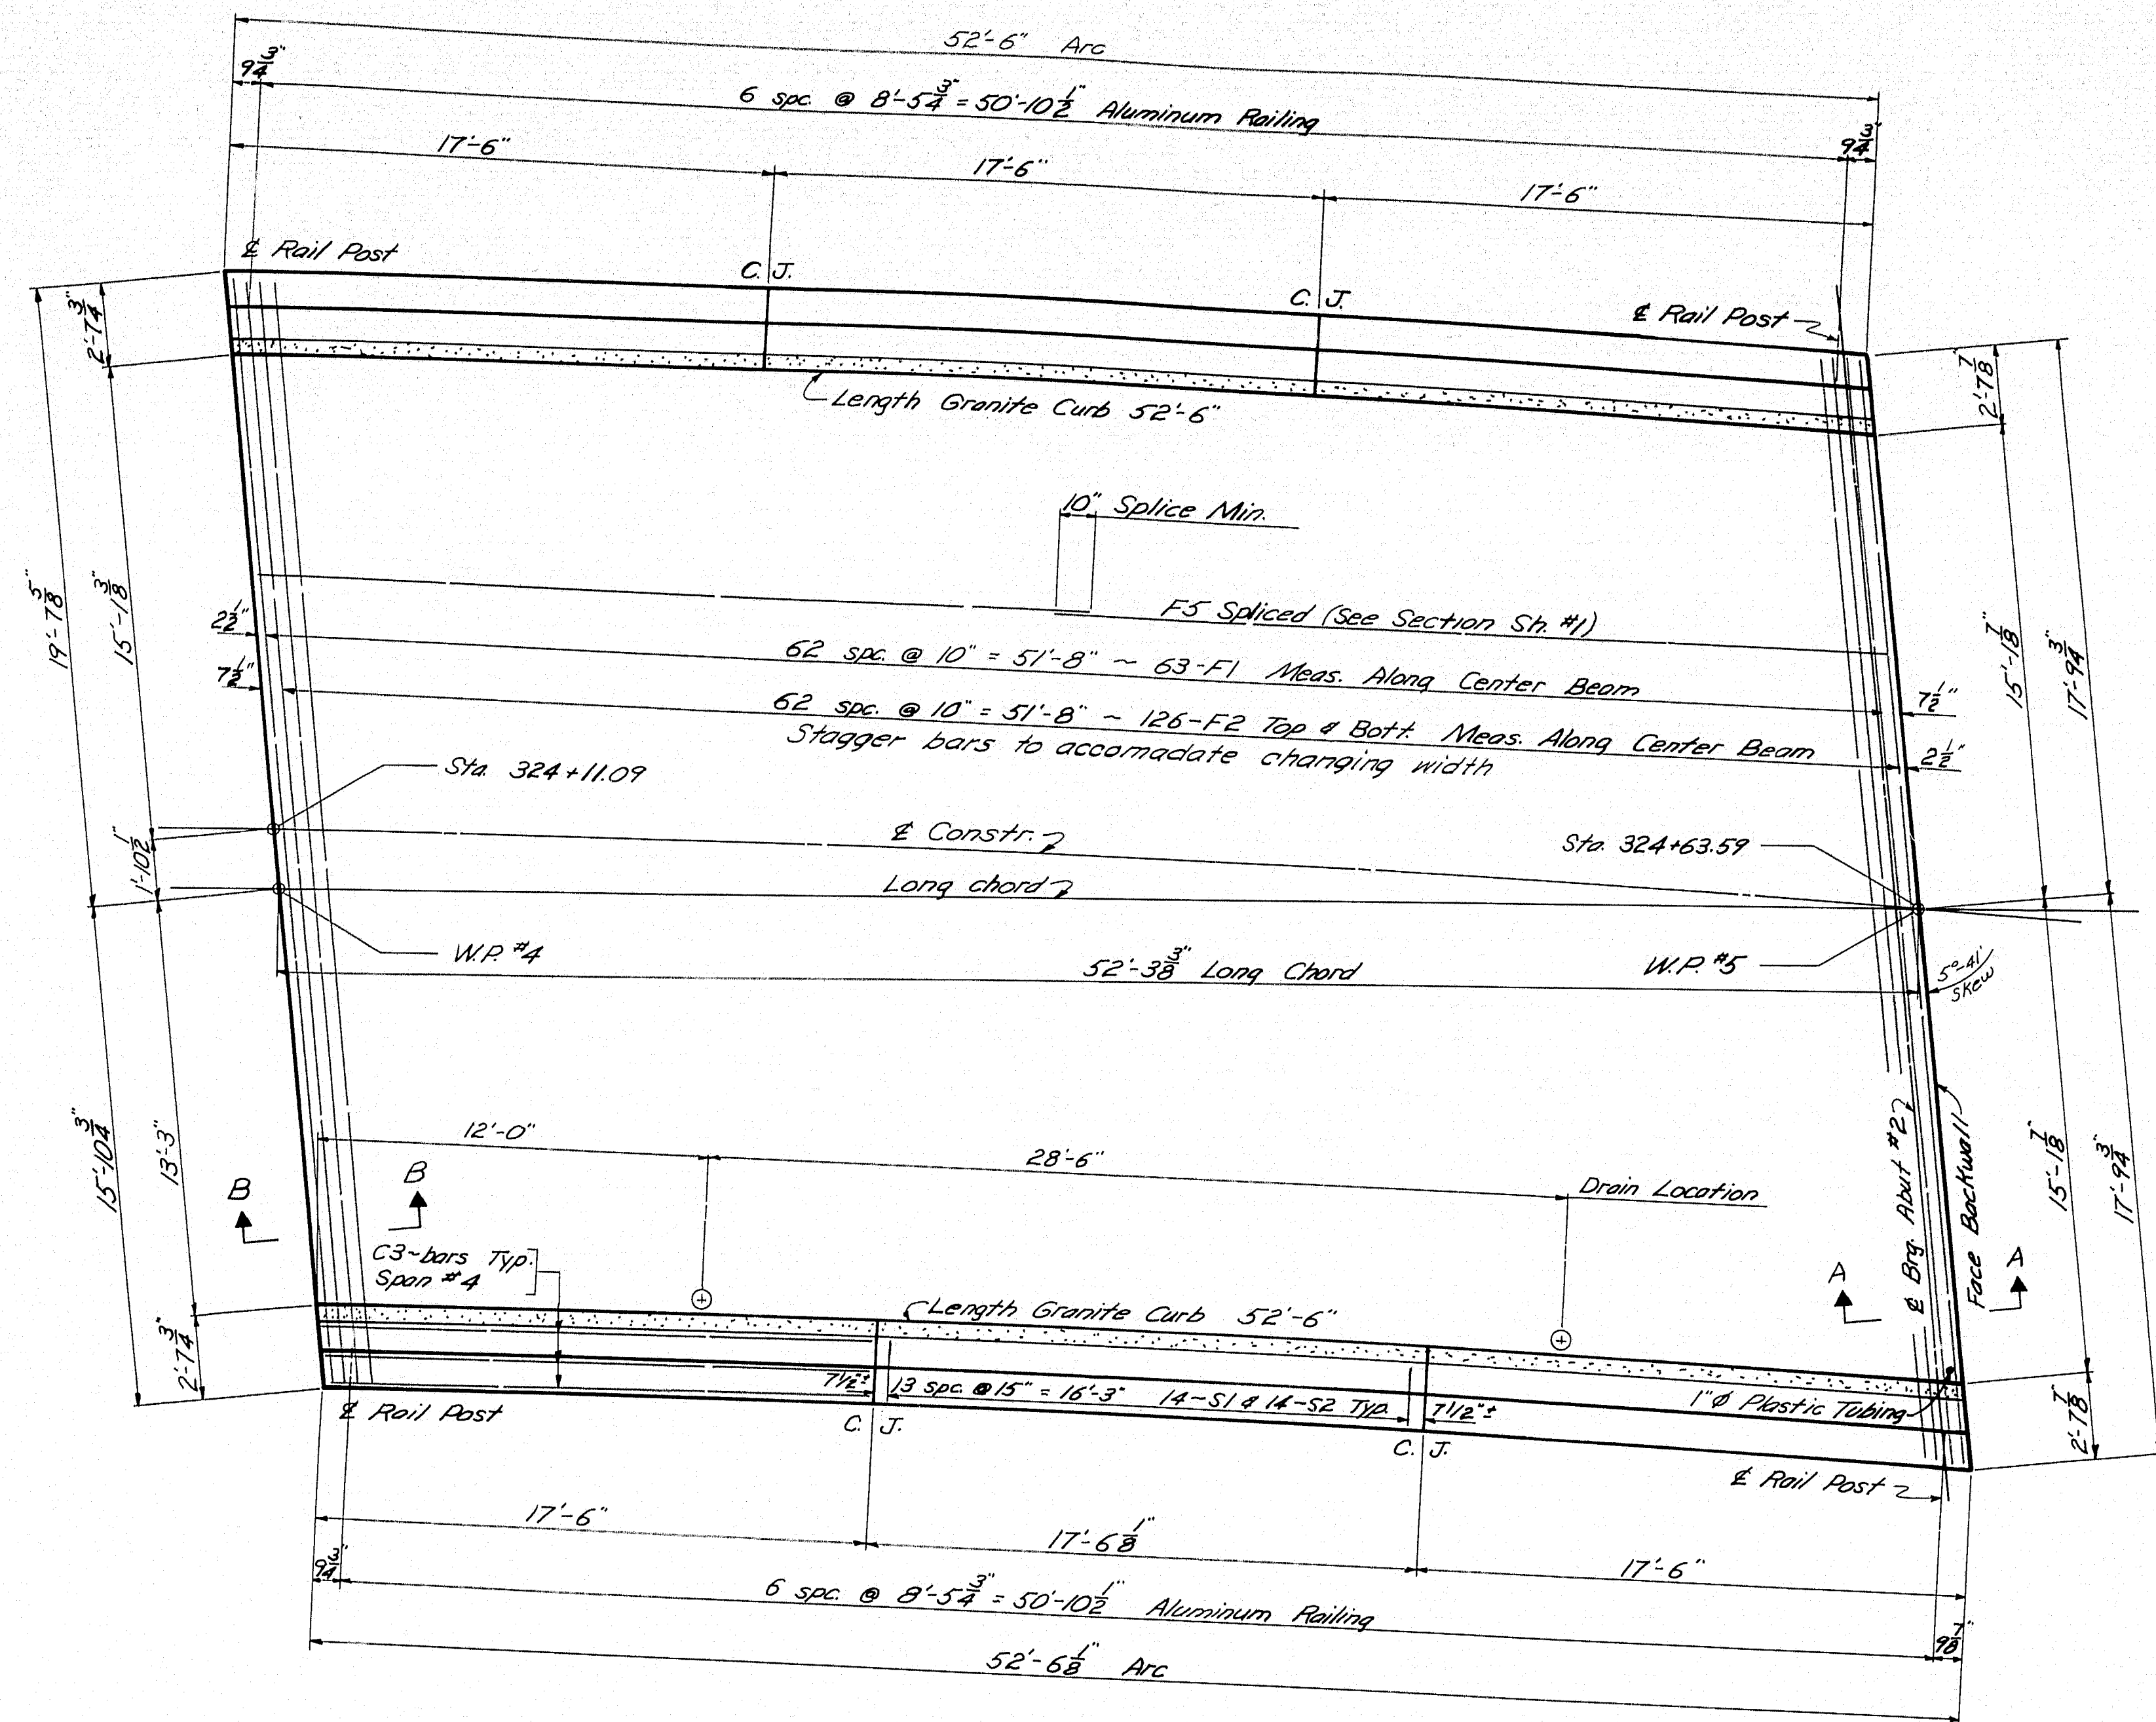 52'-6" Arc
9 3/4"
6 spc. @ 8'-5 3/4" = 50'-10 1/2" Aluminum Railing
9 3/4"
17'-6"
17'-6"
17'-6"
℄ Rail Post
C. J.
C. J.
℄ Rail Post
2'-7 3/4"
2'-7 7/8"
Length Granite Curb 52'-6"
10" Splice Min.
19'-7 5/8"
15'-1 3/8"
15'-1 7/8"
17'-9 3/4"
F5 Spliced (See Section Sh. #1)
2 1/2"
62 spc. @ 10" = 51'-8" ~ 63-F1 Meas. Along Center Beam
7 1/2"
7 1/2"
62 spc. @ 10" = 51'-8" ~ 126-F2 Top & Bott. Meas. Along Center Beam
Stagger bars to accomadate changing width
2 1/2"
Sta. 324+11.09
℄ Constr.
Sta. 324+63.59
1'-10 1/2"
Long chord
W.P. #4
52'-3 3/8" Long Chord
W.P. #5
5°-41'
Skew
15'-10 3/4"
13'-3"
12'-0"
28'-6"
Drain Location
℄ Brg. Abut #2
Face Backwall
15'-1 7/8"
17'-9 3/4"
B
B
A
A
C3~bars Typ.
Span #4
Length Granite Curb 52'-6"
2'-7 3/4"
7 1/2"±
13 spc. @ 15" = 16'-3" 14~S1 & 14~S2 Typ.
7 1/2"±
1"Ø Plastic Tubing
2'-7 7/8"
℄ Rail Post
C. J.
C. J.
℄ Rail Post
17'-6"
17'-6 1/8"
17'-6"
9 3/4"
6 spc. @ 8'-5 3/4" = 50'-10 1/2" Aluminum Railing
9 7/8"
52'-6 1/8" Arc